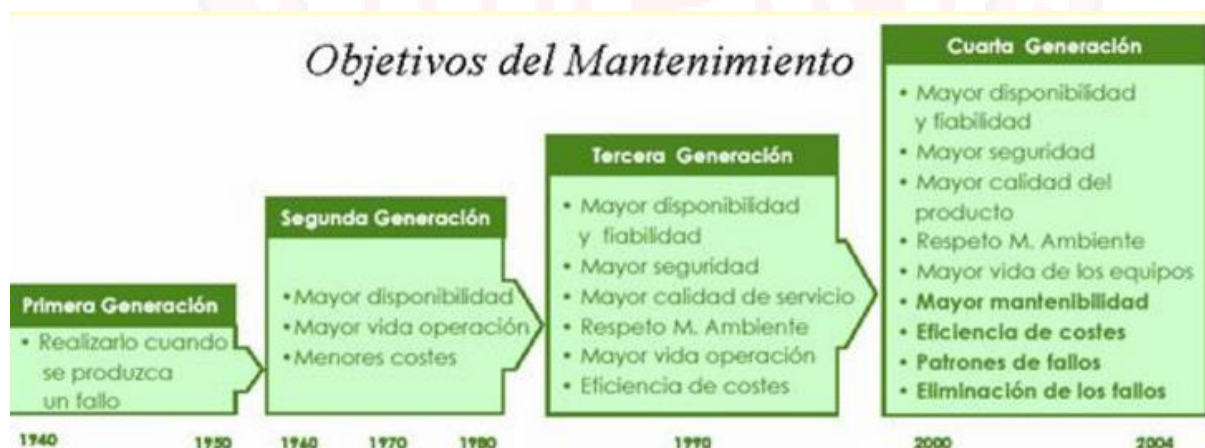 Objetivos del Mantenimiento
Primera Generación
• Realizarlo cuando
se produzca
un fallo
Segunda Generación
•Mayor disponibilidad
•Mayor vida operación
•Menores costes
Tercera Generación
• Mayor disponibilidad
y fiabilidad
• Mayor seguridad
• Mayor calidad de servicio
• Respeto M. Ambiente
• Mayor vida operación
• Eficiencia de costes
Cuarta Generación
• Mayor disponibilidad
y fiabilidad
• Mayor seguridad
• Mayor calidad del
producto
• Respeto M. Ambiente
• Mayor vida de los equipos
• Mayor mantenibilidad
• Eficiencia de costes
• Patrones de fallos
• Eliminación de los fallos
1940 1950 1960 1970 1980 1990 2000 2004